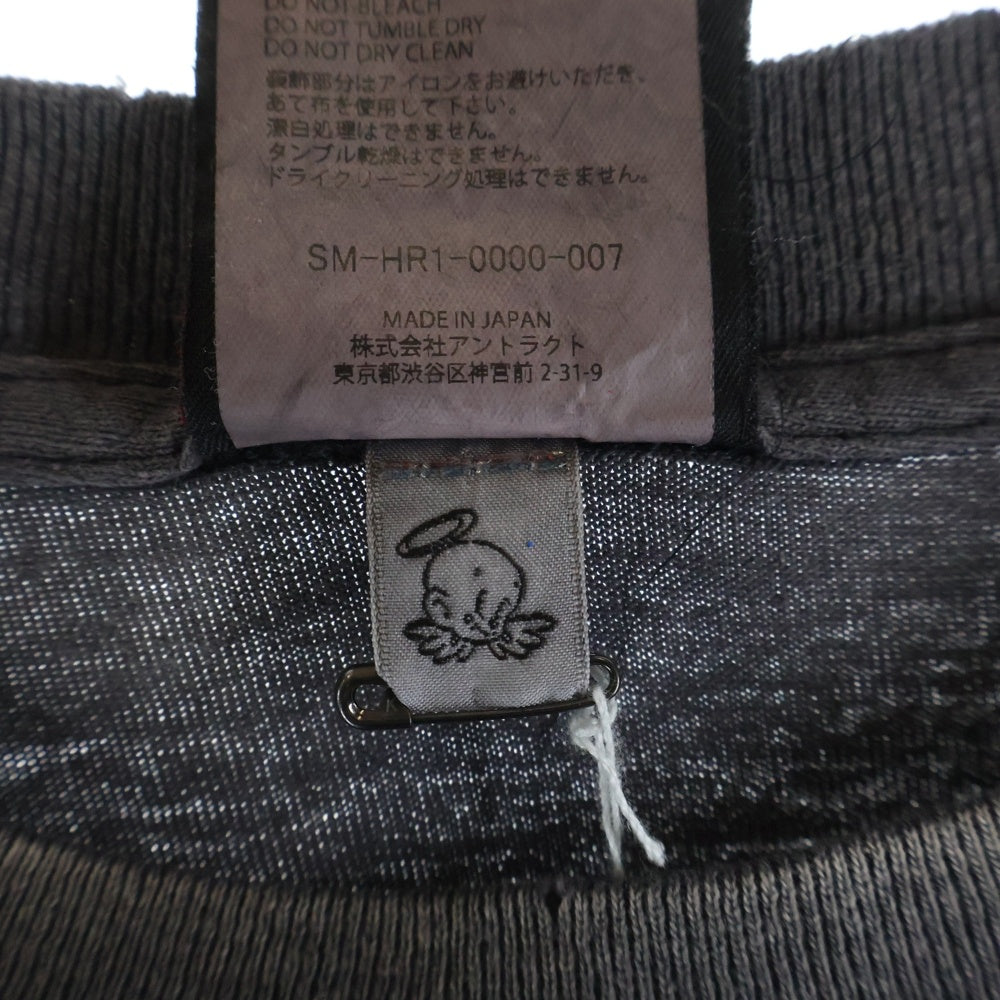 DO NOT BLEACH
DO NOT TUMBLE DRY
DO NOT DRY CLEAN
装飾部分はアイロンをお避けいただき、
あて布を使用して下さい。
漂白処理はできません。
タンブル乾燥はできません。
ドライクリーニング処理はできません。
SM-HR1-0000-007
MADE IN JAPAN
株式会社アントラクト
東京都渋谷区神宮前 2-31-9